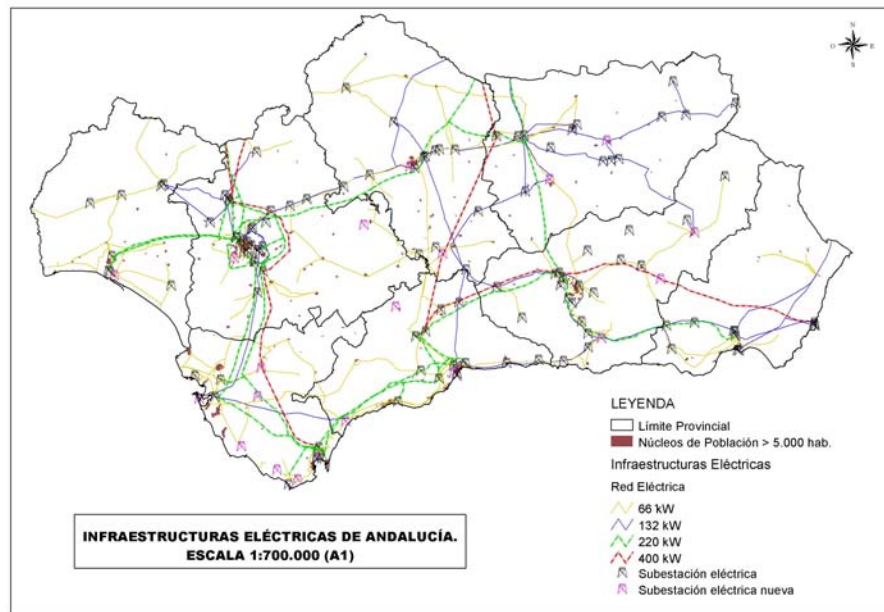 N
O
E
S
LEYENDA
Límite Provincial
Núcleos de Población > 5.000 hab.
Infraestructuras Eléctricas
Red Eléctrica
66 kW
132 kW
220 kW
400 kW
Subestación eléctrica
Subestación eléctrica nueva
INFRAESTRUCTURAS ELÉCTRICAS DE ANDALUCÍA.
ESCALA 1:700.000 (A1)